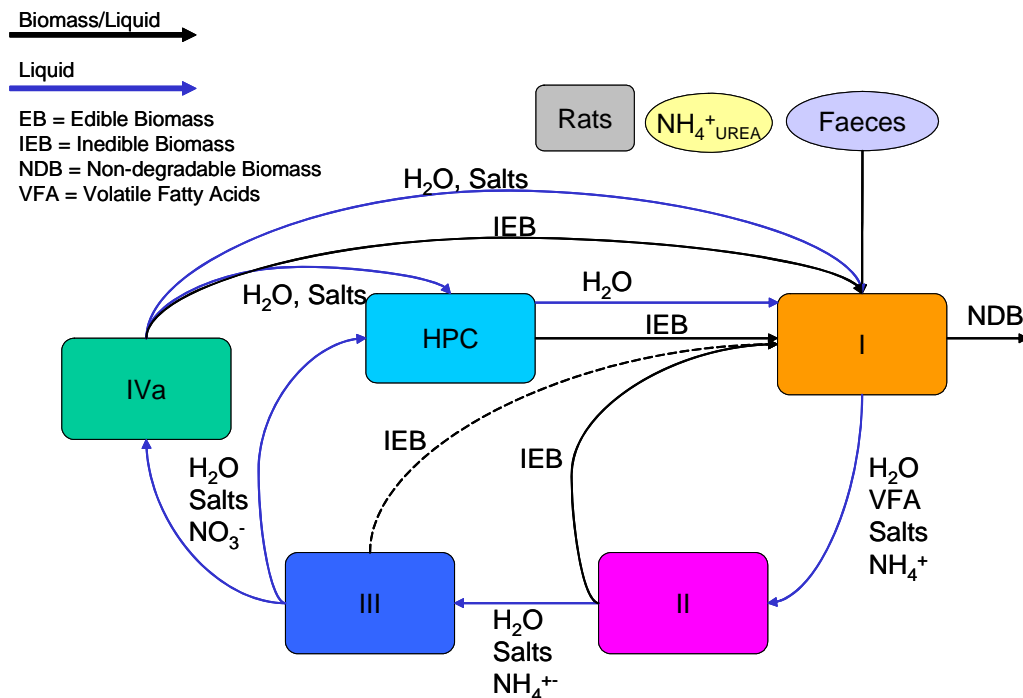 Biomass/Liquid
Liquid
EB = Edible Biomass
IEB = Inedible Biomass
NDB = Non-degradable Biomass
VFA = Volatile Fatty Acids
Rats
NH₄⁺UREA
Faeces
H₂O, Salts
IEB
H₂O, Salts
H₂O
NDB
HPC
IEB
I
IVa
IEB
IEB
H₂O
Salts
NO₃⁻
H₂O
VFA
Salts
NH₄⁺
III
II
H₂O
Salts
NH₄⁺⁻